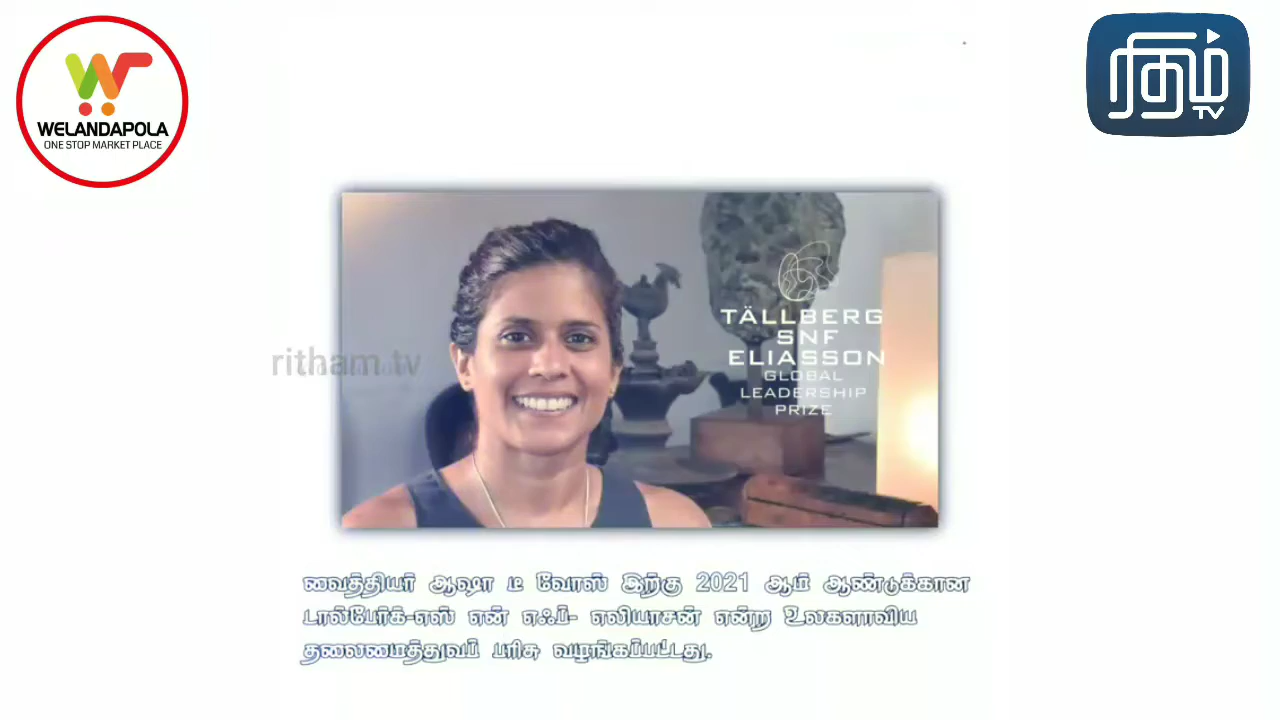 WELANDAPOLA
ONE STOP MARKET PLACE
ரிதம்
TV
TÄLLBERG
SNF
ELIASSON
GLOBAL
LEADERSHIP
PRIZE
ritham.tv
வைத்தியர் ஆஷா டி வோஸ் இற்கு 2021 ஆம் ஆண்டுக்கான
டால்பேர்க்-எஸ் என் எஃப்- எலியாசன் என்ற உலகளாவிய
தலைமைத்துவப் பரிசு வழங்கப்பட்டது.